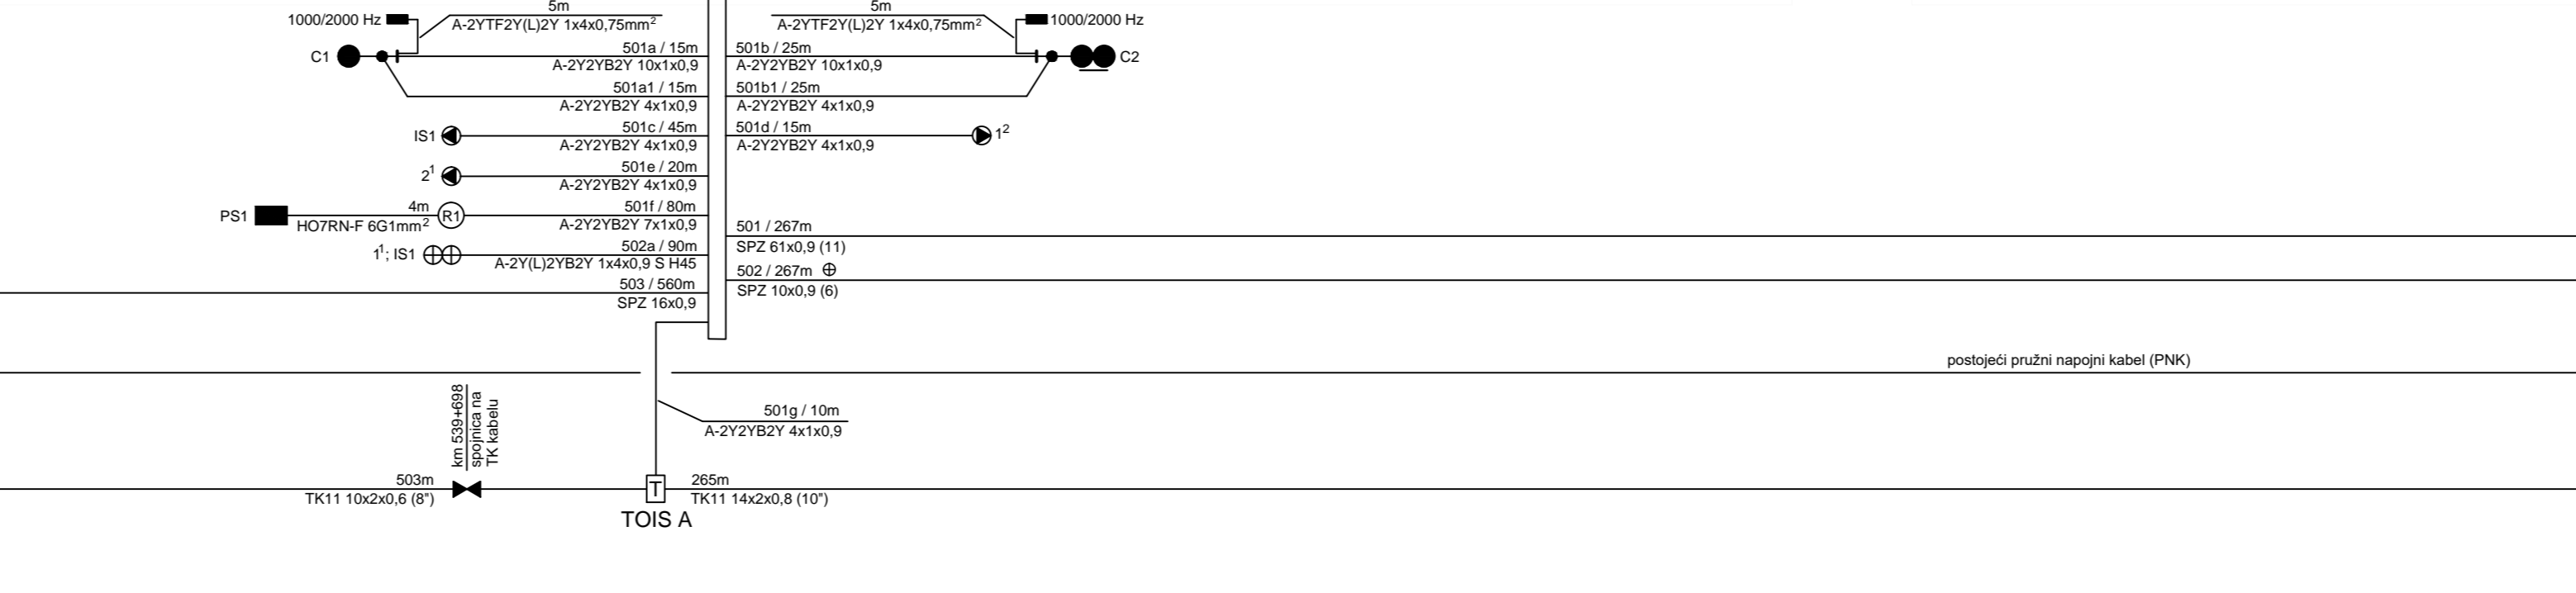 5m
A-2YTF2Y(L)2Y 1x4x0,75mm²
1000/2000 Hz
C1
501a / 15m
A-2Y2YB2Y 10x1x0,9
501a1 / 15m
A-2Y2YB2Y 4x1x0,9
IS1
501c / 45m
A-2Y2YB2Y 4x1x0,9
2¹
501e / 20m
A-2Y2YB2Y 4x1x0,9
PS1
4m
HO7RN-F 6G1mm²
R1
501f / 80m
A-2Y2YB2Y 7x1x0,9
1¹; IS1
502a / 90m
A-2Y(L)2YB2Y 1x4x0,9 S H45
503 / 560m
SPZ 16x0,9
5m
A-2YTF2Y(L)2Y 1x4x0,75mm²
1000/2000 Hz
501b / 25m
A-2Y2YB2Y 10x1x0,9
C2
501b1 / 25m
A-2Y2YB2Y 4x1x0,9
501d / 15m
A-2Y2YB2Y 4x1x0,9
1²
501 / 267m
SPZ 61x0,9 (11)
502 / 267m
SPZ 10x0,9 (6)
postojeći pružni napojni kabel (PNK)
501g / 10m
A-2Y2YB2Y 4x1x0,9
km 539+698
spojnica na
TK kabelu
503m
TK11 10x2x0,6 (8")
T
265m
TK11 14x2x0,8 (10")
TOIS A